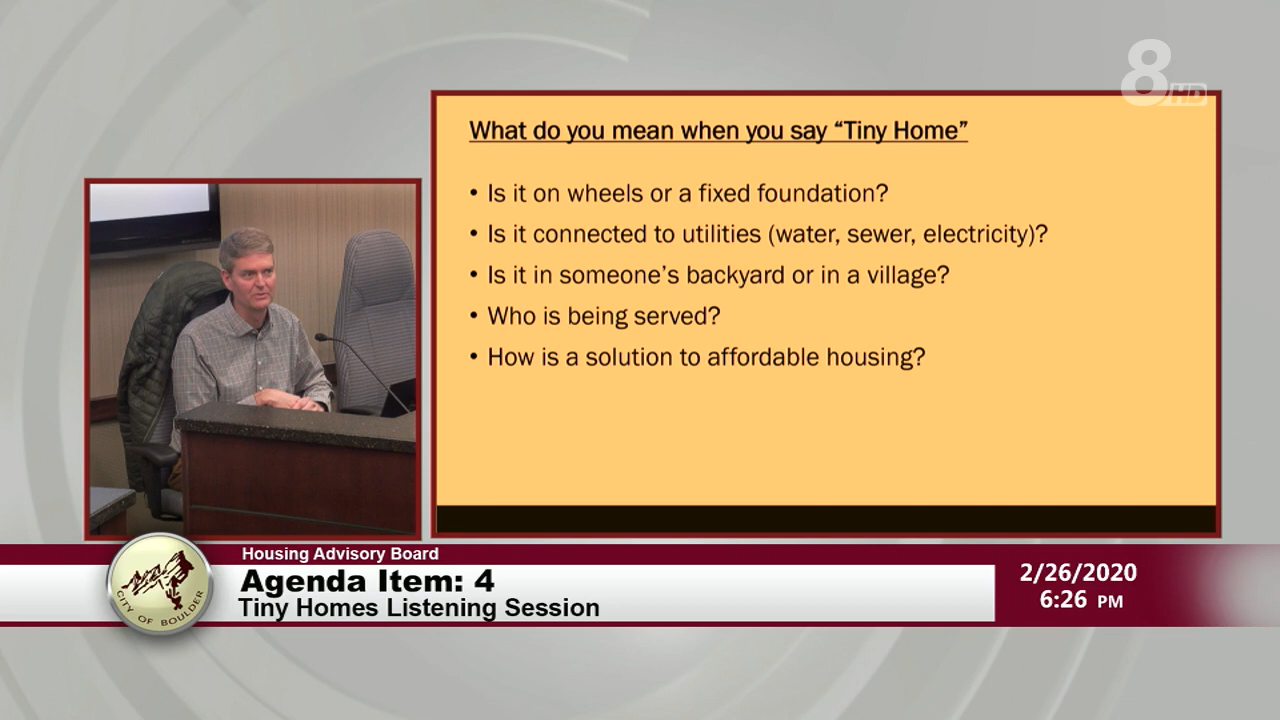 8
HD
What do you mean when you say “Tiny Home”
• Is it on wheels or a fixed foundation?
• Is it connected to utilities (water, sewer, electricity)?
• Is it in someone’s backyard or in a village?
• Who is being served?
• How is a solution to affordable housing?
Housing Advisory Board
Agenda Item: 4
Tiny Homes Listening Session
2/26/2020
6:26 PM
CITY OF BOULDER